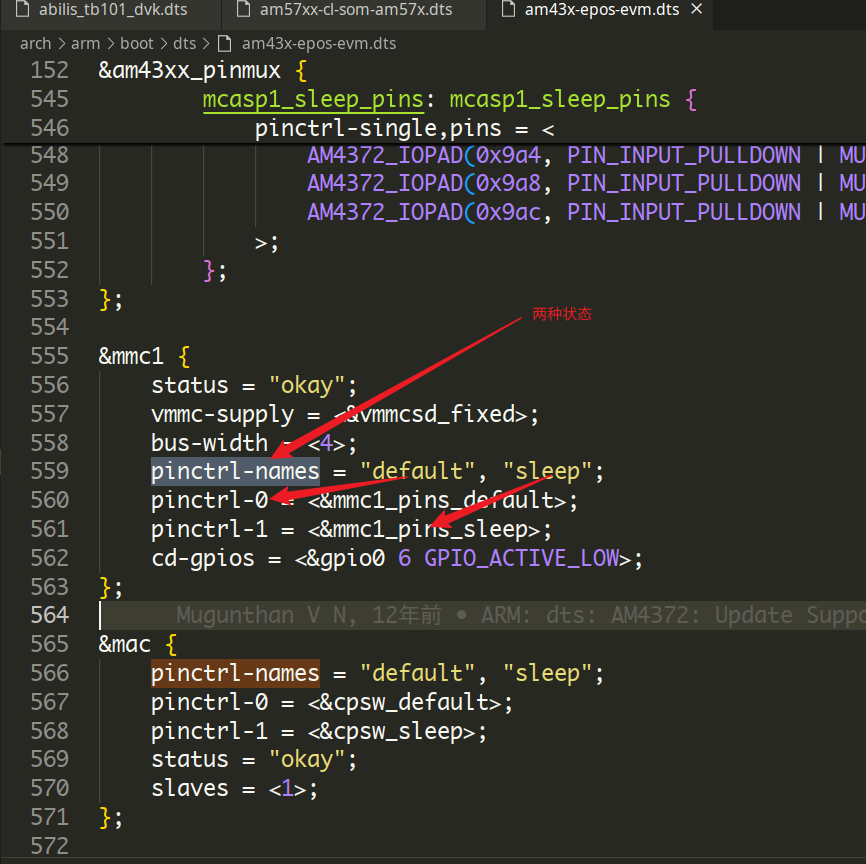 abilis_tb101_dvk.dts am57xx-cl-som-am57x.dts am43x-epos-evm.dts ×
arch > arm > boot > dts > am43x-epos-evm.dts
152 &am43xx_pinmux {
545 mcasp1_sleep_pins: mcasp1_sleep_pins {
546 pinctrl-single,pins = <
548 AM4372_IOPAD(0x9a4, PIN_INPUT_PULLDOWN | MU
549 AM4372_IOPAD(0x9a8, PIN_INPUT_PULLDOWN | MU
550 AM4372_IOPAD(0x9ac, PIN_INPUT_PULLDOWN | MU
551 >;
552 };
553 };
两种状态
554
555 &mmc1 {
556 status = "okay";
557 vmmc-supply = <&vmmcsd_fixed>;
558 bus-width = <4>;
559 pinctrl-names = "default", "sleep";
560 pinctrl-0 = <&mmc1_pins_default>;
561 pinctrl-1 = <&mmc1_pins_sleep>;
562 cd-gpios = <&gpio0 6 GPIO_ACTIVE_LOW>;
563 };
564 Mugunthan V N, 12年前 • ARM: dts: AM4372: Update Suppo
565 &mac {
566 pinctrl-names = "default", "sleep";
567 pinctrl-0 = <&cpsw_default>;
568 pinctrl-1 = <&cpsw_sleep>;
569 status = "okay";
570 slaves = <1>;
571 };
572